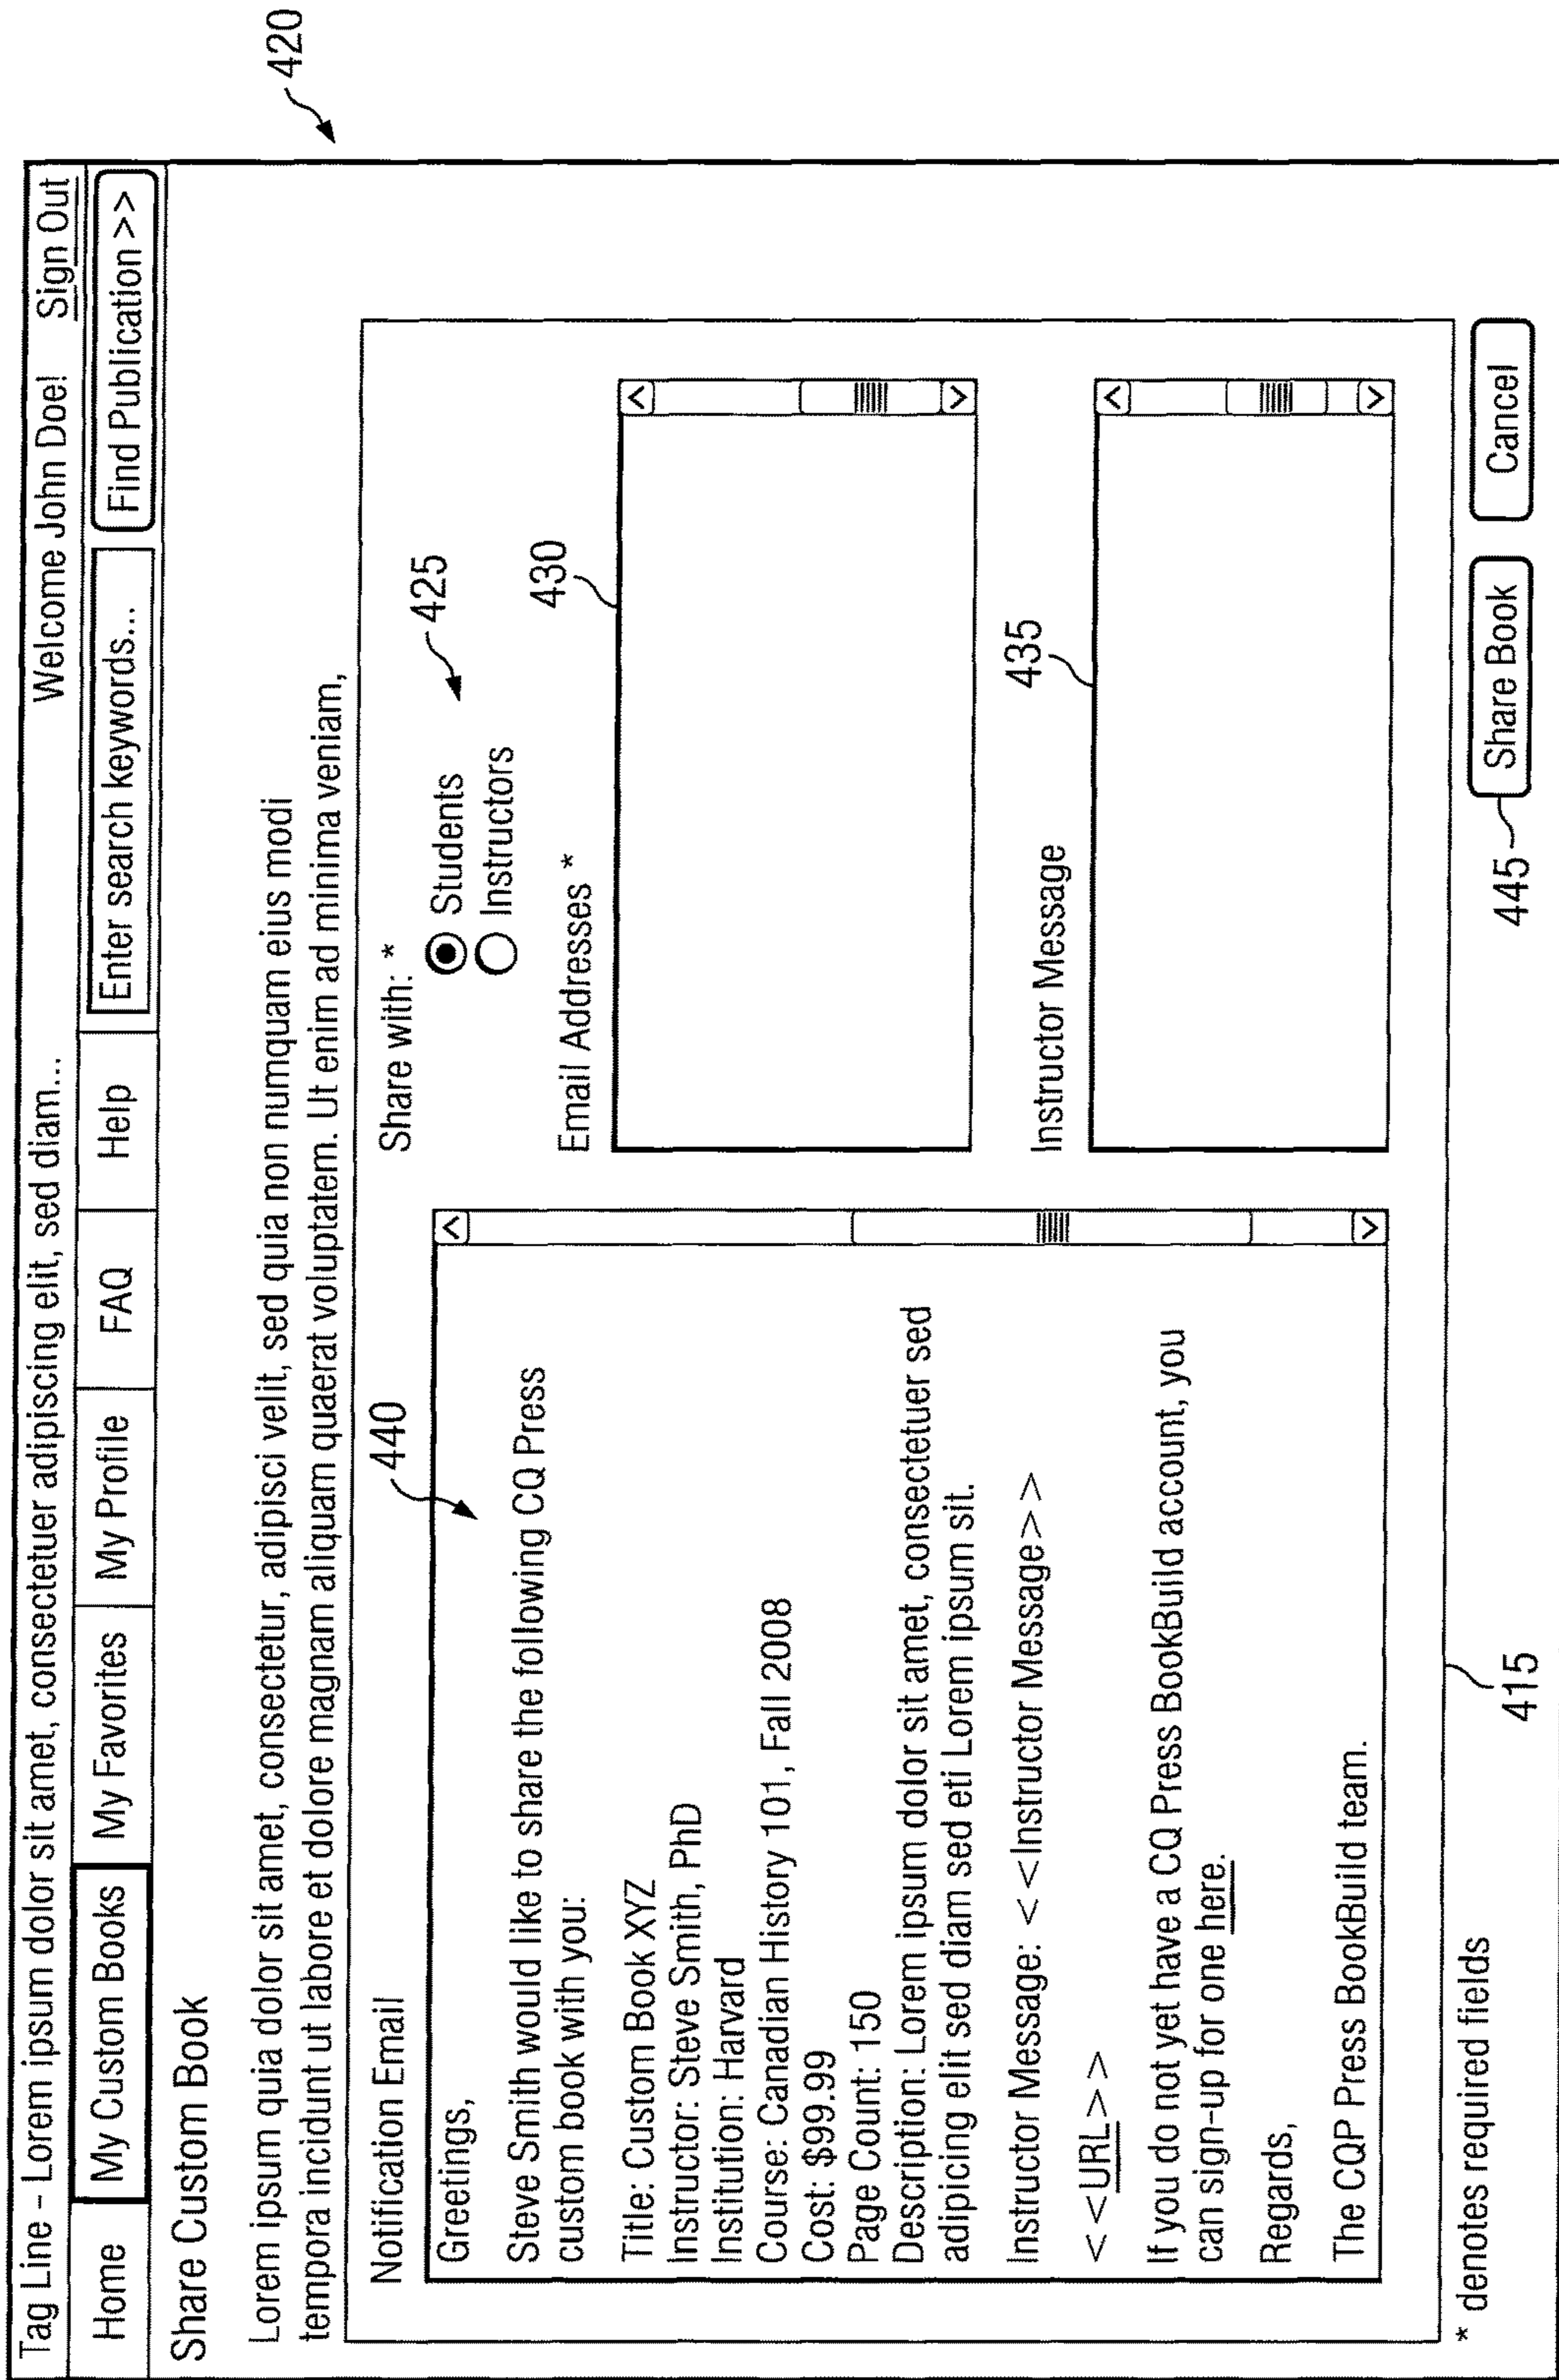 Tag Line - Lorem ipsum dolor sit amet, consectetuer adipiscing elit, sed diam...
Welcome John Doe! Sign Out
Home
My Custom Books
My Favorites
My Profile
FAQ
Help
Enter search keywords...
Find Publication >>
420
Share Custom Book
Lorem ipsum quia dolor sit amet, consectetur, adipisci velit, sed quia non numquam eius modi
tempora incidunt ut labore et dolore magnam aliquam quaerat voluptatem. Ut enim ad minima veniam,
Notification Email
440
Greetings,
Steve Smith would like to share the following CQ Press
custom book with you:
Title: Custom Book XYZ
Instructor: Steve Smith, PhD
Institution: Harvard
Course: Canadian History 101, Fall 2008
Cost: $99.99
Page Count: 150
Description: Lorem ipsum dolor sit amet, consectetuer sed
adipicing elit sed diam sed eti Lorem ipsum sit.
Instructor Message: <<Instructor Message>>
<<URL>>
If you do not yet have a CQ Press BookBuild account, you
can sign-up for one here.
Regards,
The CQP Press BookBuild team.
Share with: *
Students
Instructors
425
Email Addresses *
430
Instructor Message
435
415
* denotes required fields
445
Share Book
Cancel